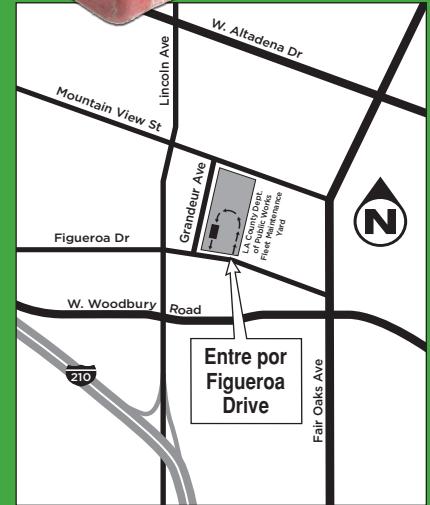 W. Altadena Dr
Lincoln Ave
Mountain View St
Grandeur Ave
LA County Dept.
of Public Works
Fleet Maintenance
Yard
N
Figueroa Dr
W. Woodbury Road
Entre por
Figueroa
Drive
210
Fair Oaks Ave